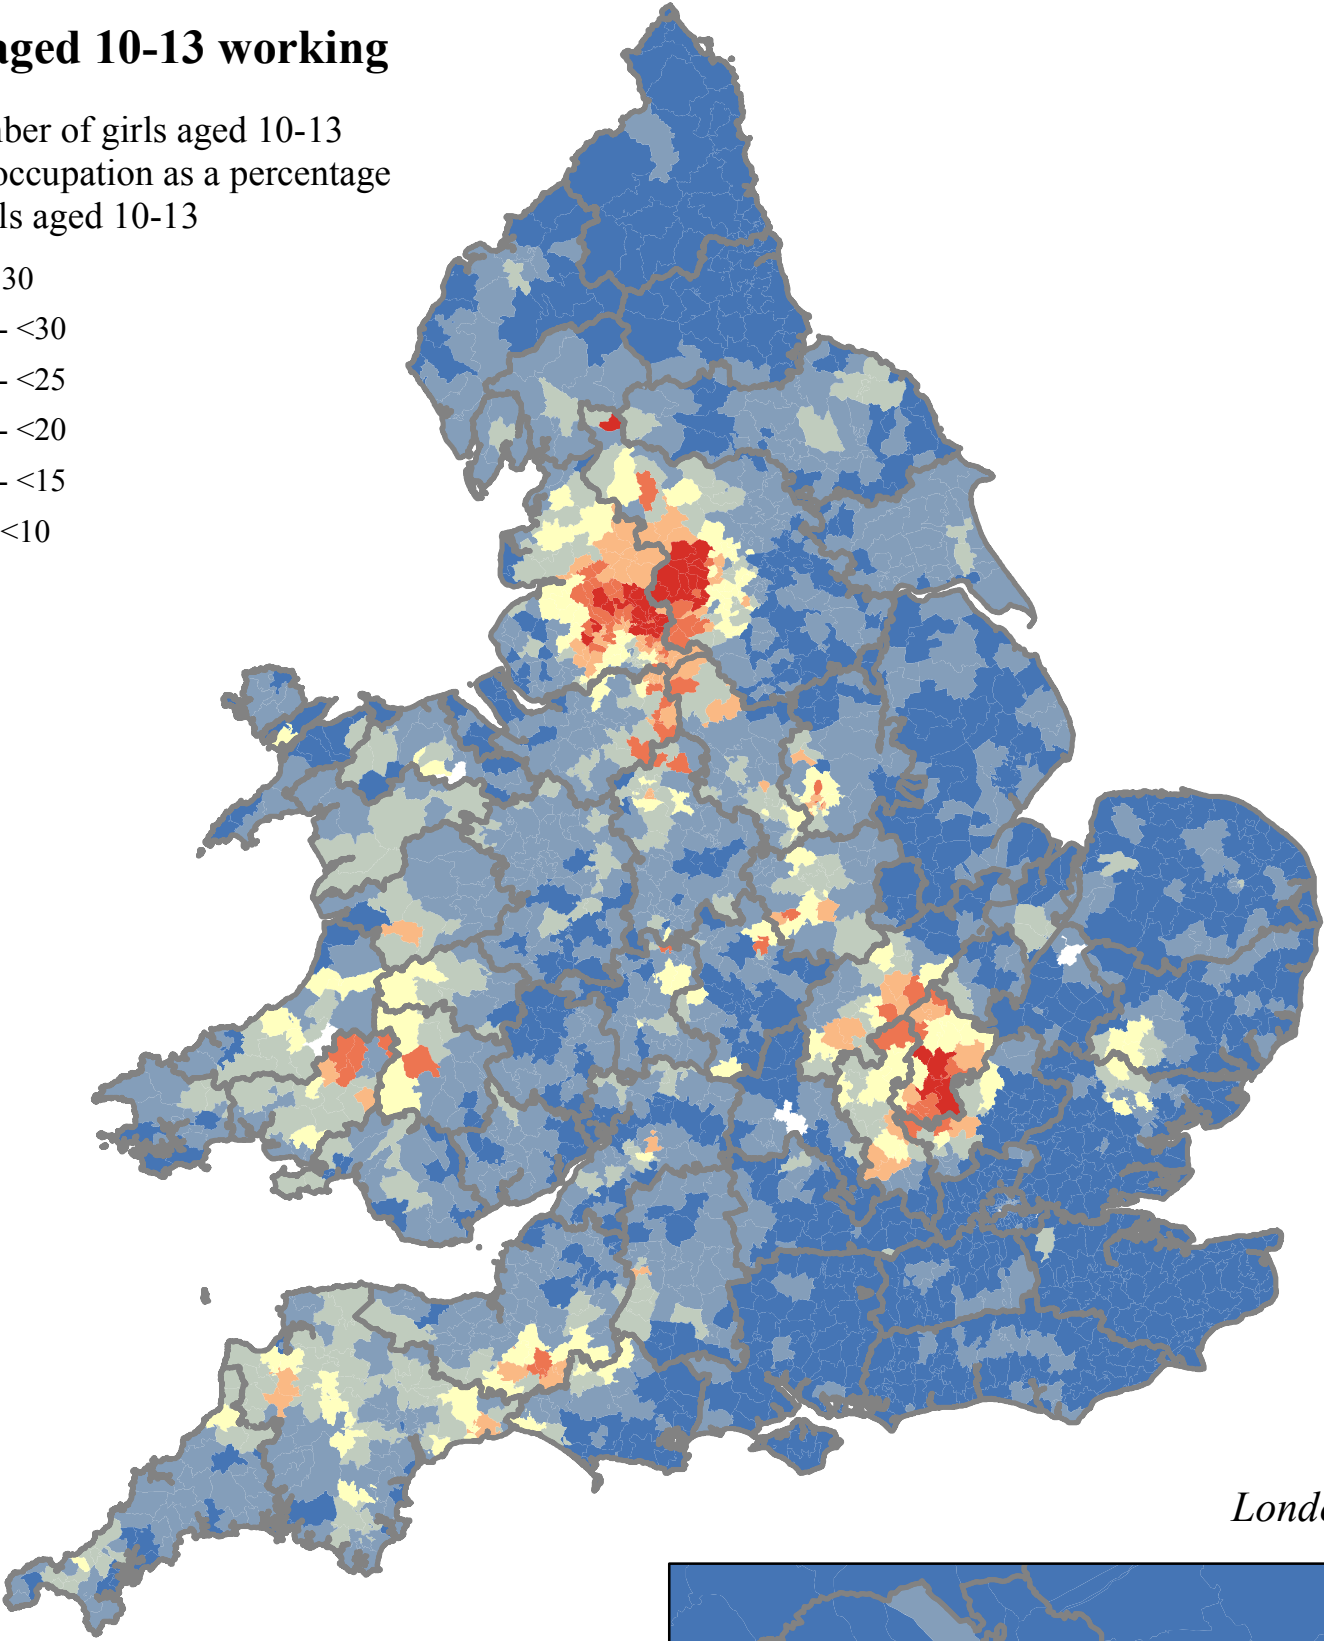 aged 10-13 working
ber of girls aged 10-13
occupation as a percentage
ls aged 10-13
30
- <30
- <25
- <20
- <15
<10
Londo